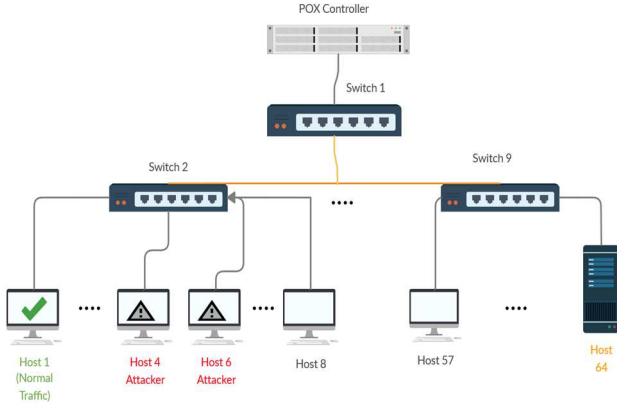 POX Controller
Switch 1
Switch 2
Switch 9
....
.... .... ....
Host 1
(Normal
Traffic)
Host 4
Attacker
Host 6
Attacker
Host 8
Host 57
Host
64